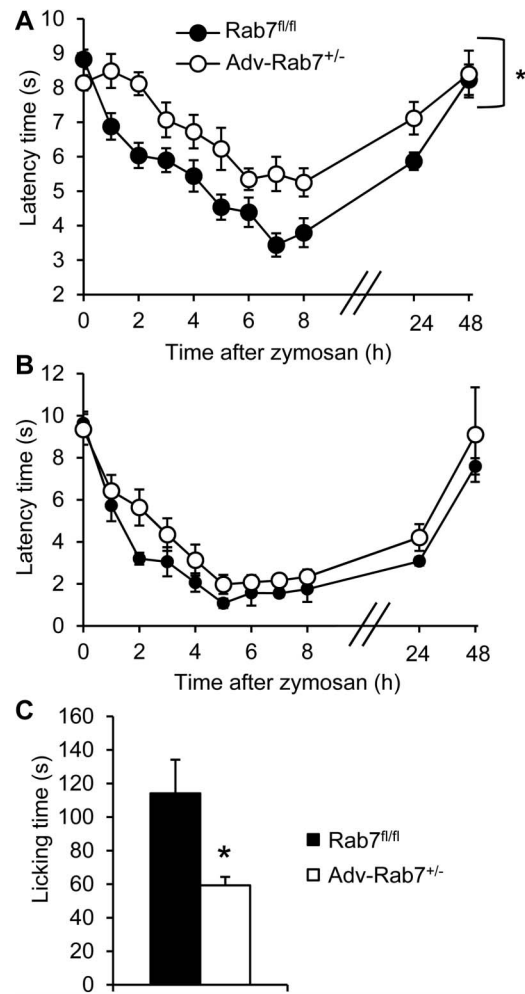 A
Rab7fl/fl
Adv-Rab7+/-
10
9
8
7
6
5
4
3
2
Latency time (s)
*
0 2 4 6 8 24 48
Time after zymosan (h)
B
12
10
8
6
4
2
0
Latency time (s)
0 2 4 6 8 24 48
Time after zymosan (h)
C
160
140
120
100
80
60
40
20
0
Licking time (s)
*
Rab7fl/fl
Adv-Rab7+/-